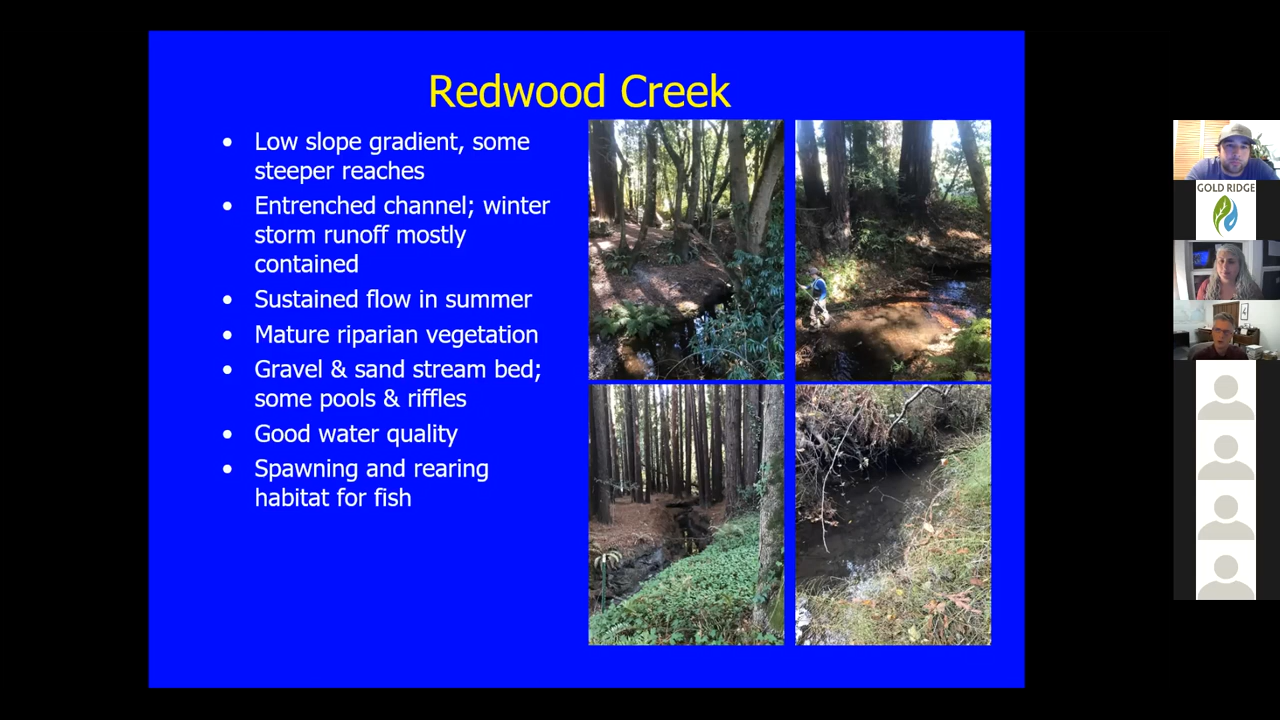 Redwood Creek
• Low slope gradient, some
steeper reaches
• Entrenched channel; winter
storm runoff mostly
contained
• Sustained flow in summer
• Mature riparian vegetation
• Gravel & sand stream bed;
some pools & riffles
• Good water quality
• Spawning and rearing
habitat for fish
GOLD RIDGE